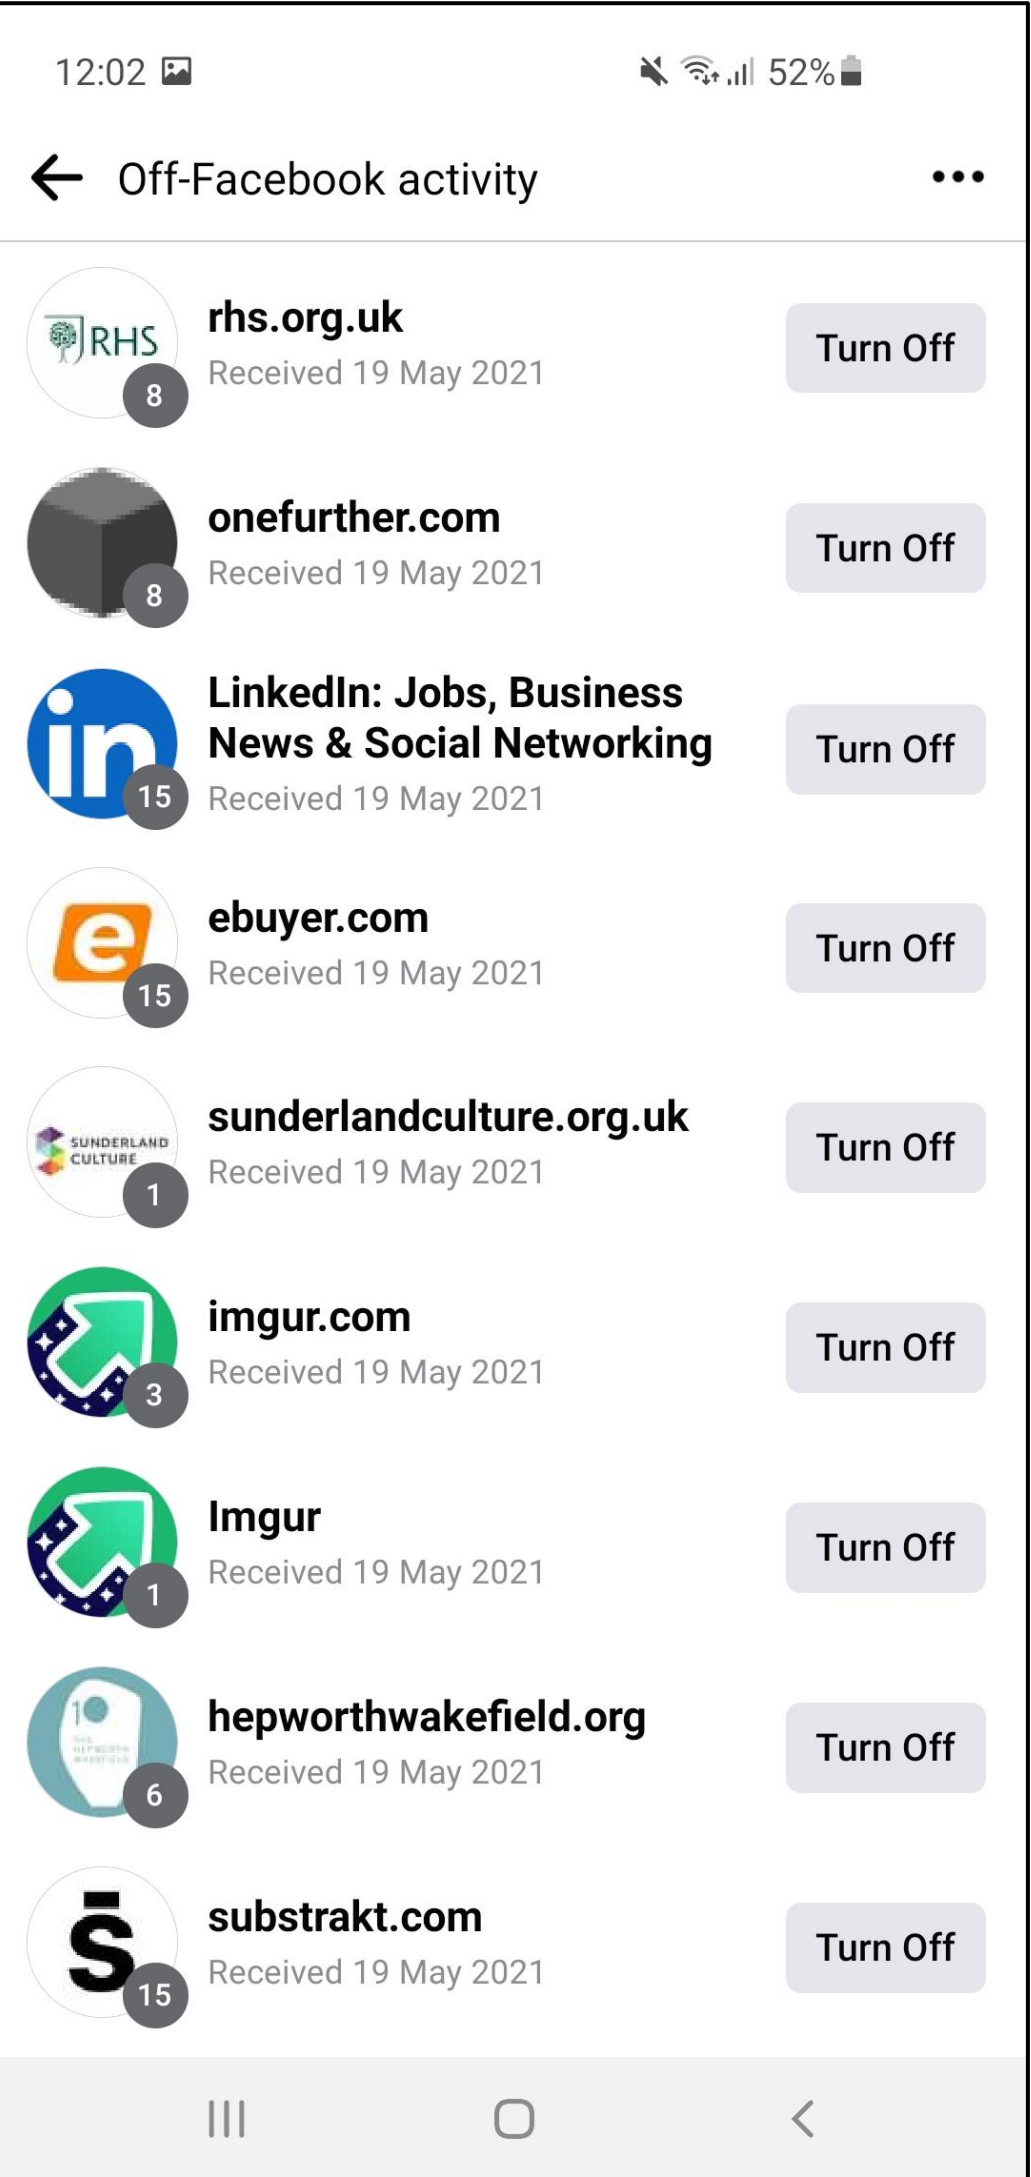 12:02
52%
Off-Facebook activity
RHS
8
rhs.org.uk
Received 19 May 2021
Turn Off
8
onefurther.com
Received 19 May 2021
Turn Off
in
15
LinkedIn: Jobs, Business
News & Social Networking
Received 19 May 2021
Turn Off
e
15
ebuyer.com
Received 19 May 2021
Turn Off
SUNDERLAND
CULTURE
1
sunderlandculture.org.uk
Received 19 May 2021
Turn Off
3
imgur.com
Received 19 May 2021
Turn Off
1
Imgur
Received 19 May 2021
Turn Off
10
THE
HEPWORTH
WAKEFIELD
6
hepworthwakefield.org
Received 19 May 2021
Turn Off
S̄
15
substrakt.com
Received 19 May 2021
Turn Off